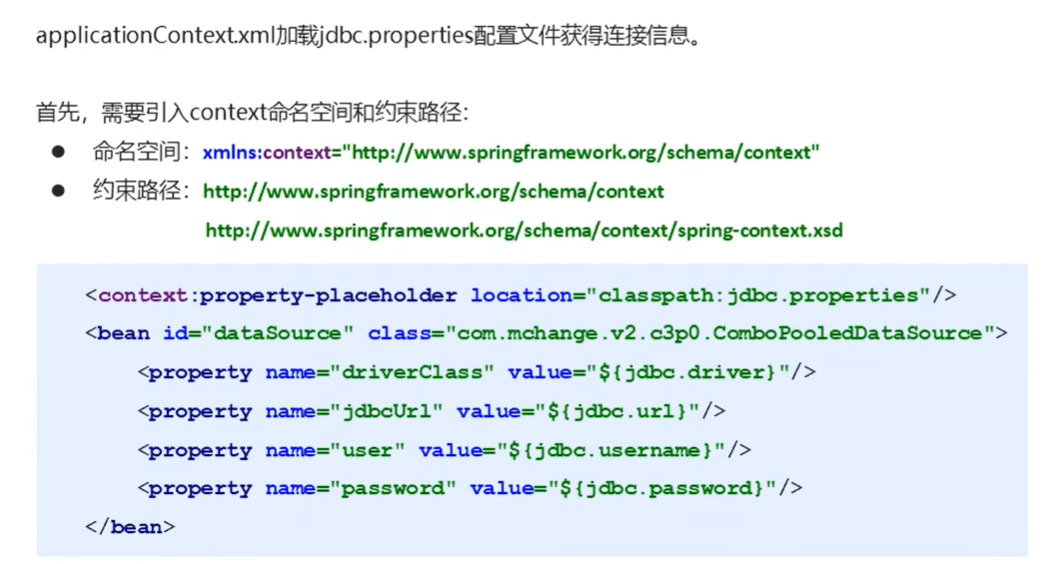 applicationContext.xml加载jdbc.properties配置文件获得连接信息。
首先，需要引入context命名空间和约束路径：
● 命名空间：xmlns:context="http://www.springframework.org/schema/context"
● 约束路径：http://www.springframework.org/schema/context
http://www.springframework.org/schema/context/spring-context.xsd
<context:property-placeholder location="classpath:jdbc.properties"/>
<bean id="dataSource" class="com.mchange.v2.c3p0.ComboPooledDataSource">
<property name="driverClass" value="${jdbc.driver}"/>
<property name="jdbcUrl" value="${jdbc.url}"/>
<property name="user" value="${jdbc.username}"/>
<property name="password" value="${jdbc.password}"/>
</bean>